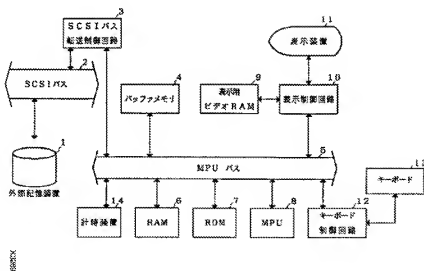 3
SCSIバス
転送制御回路
11
表示装置
2
SCSIバス
4
バッファメモリ
9
表示用
ビデオRAM
10
表示制御回路
1
外部記憶装置
5
MPU バス
13
キーボード
14
計時装置
6
RAM
7
ROM
8
MPU
12
キーボード
制御回路